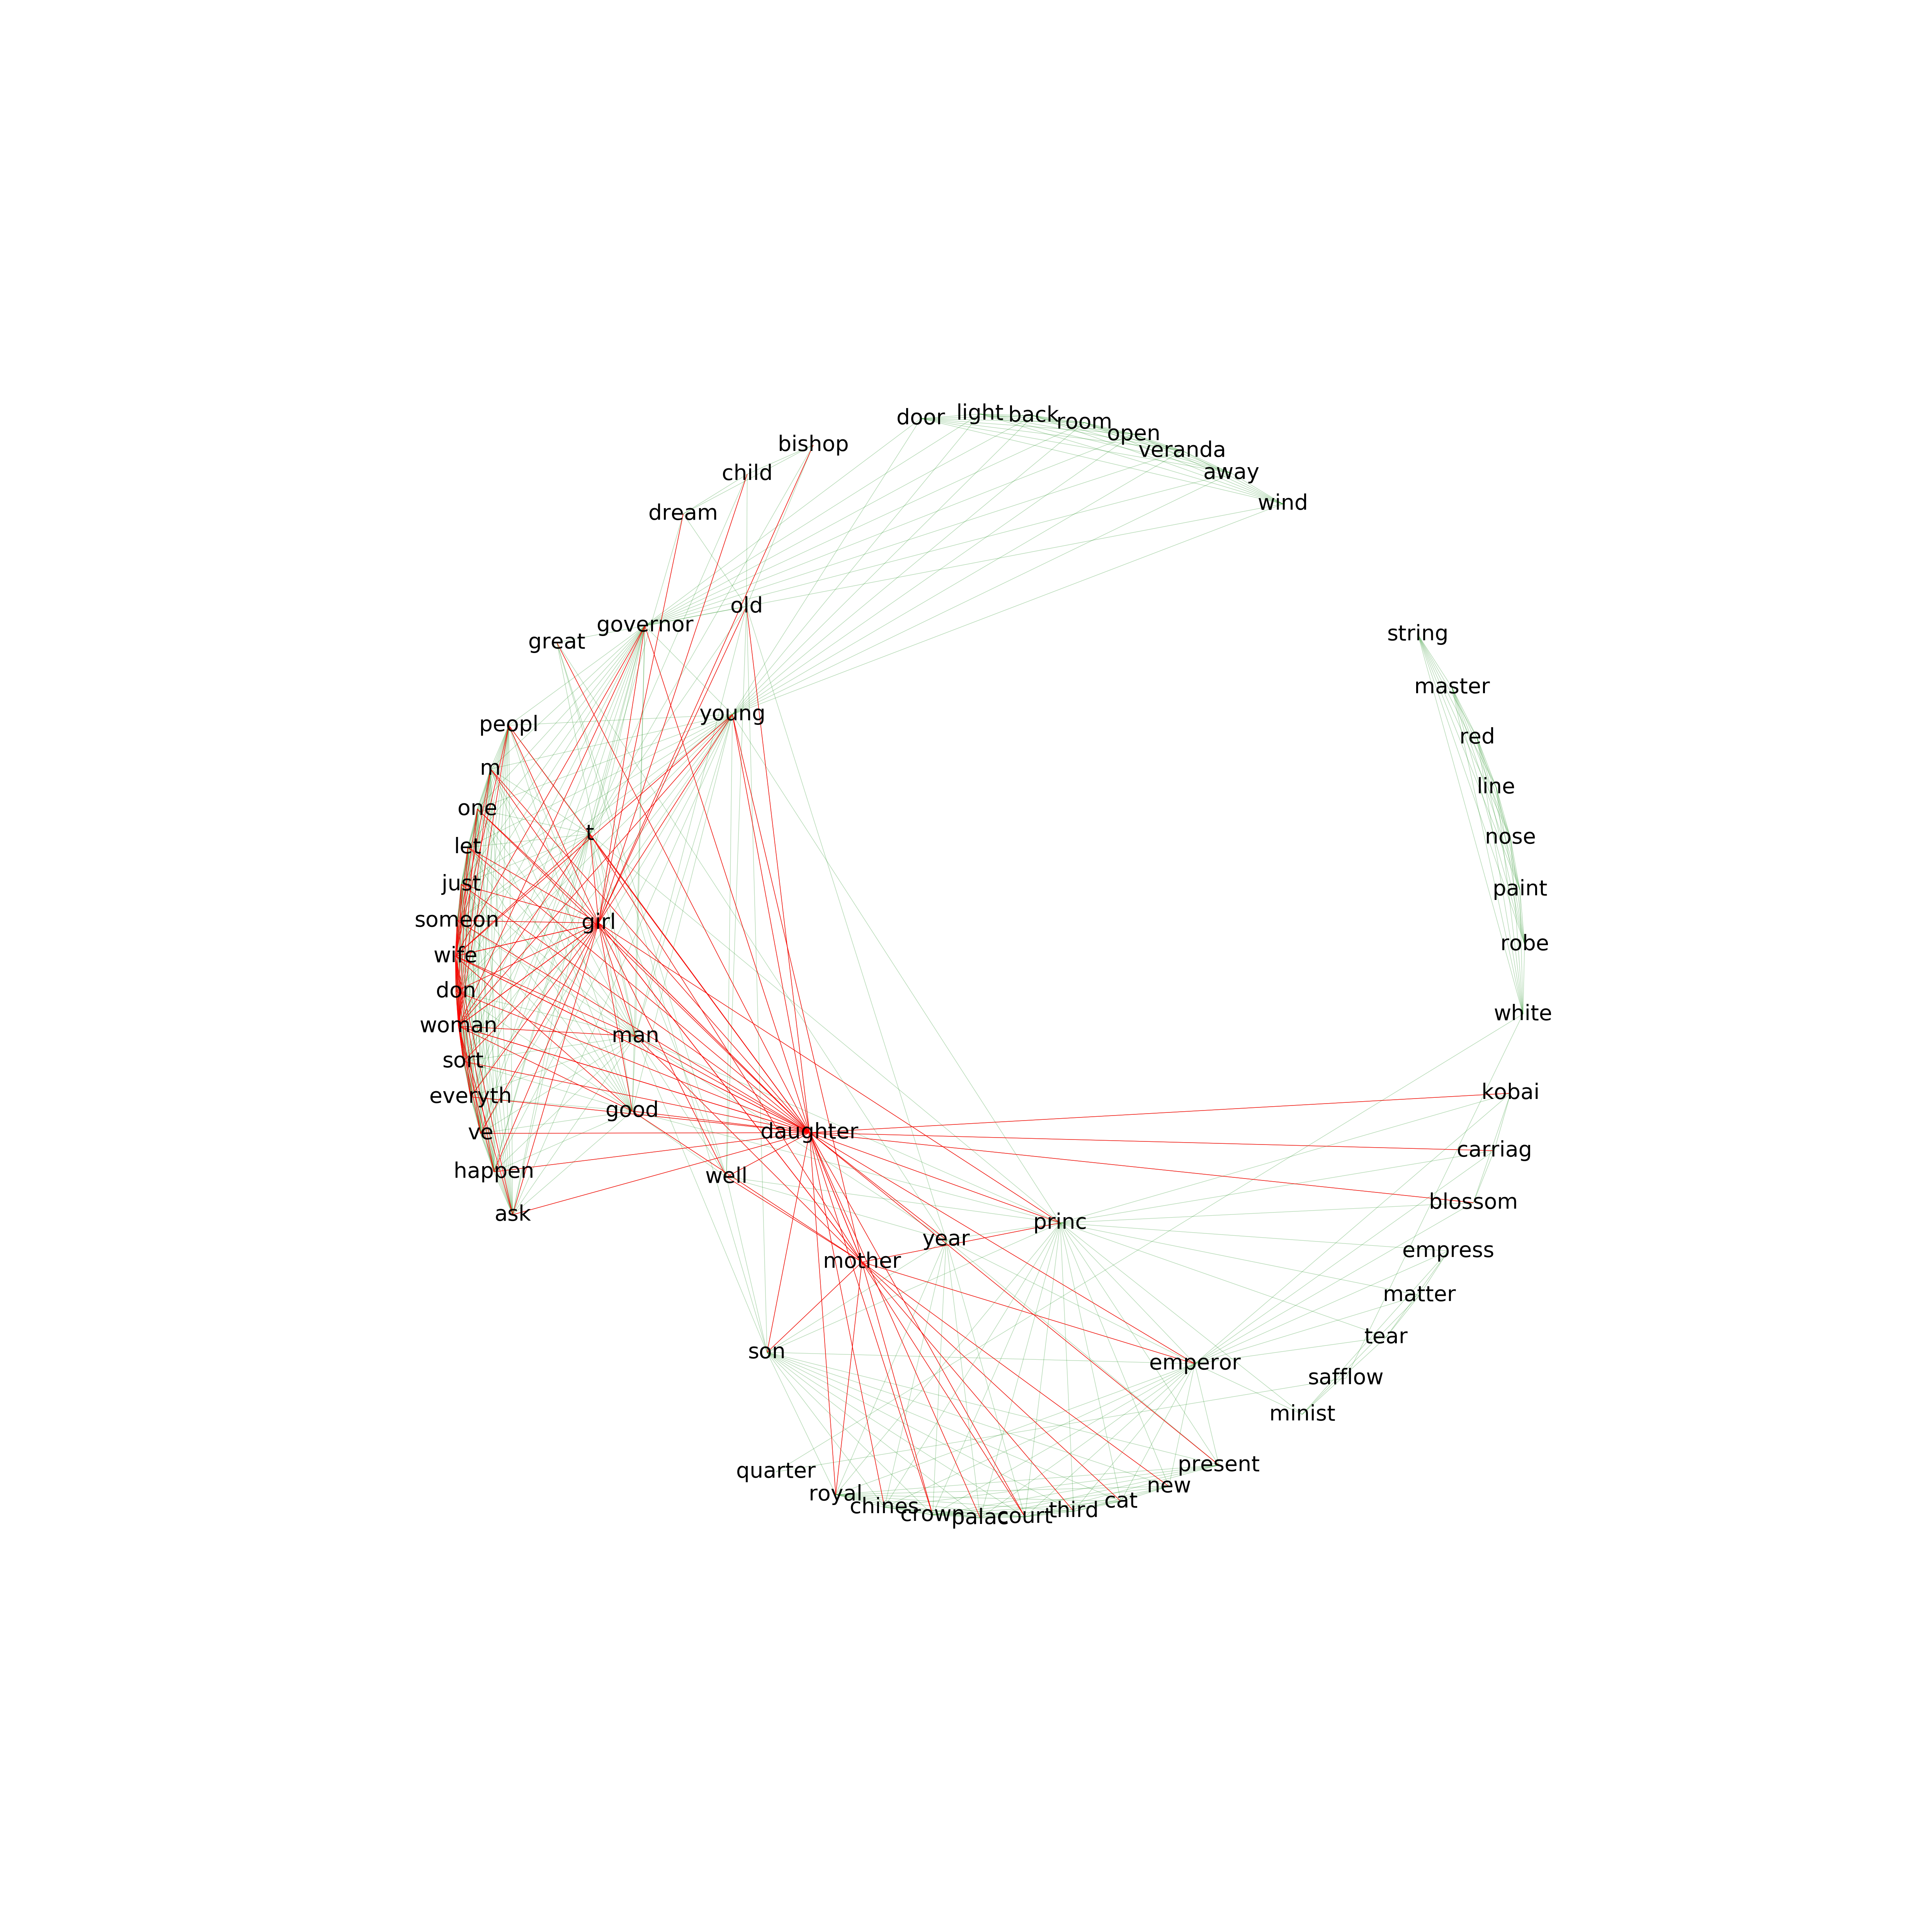 light
back
door
room
open
bishop
veranda
child
away
wind
dream
old
governor
string
great
master
young
peopl
red
m
line
one
t
nose
let
just
paint
someon
girl
robe
wife
don
white
woman
man
sort
kobai
everyth
good
daughter
ve
carriag
happen
well
blossom
ask
princ
year
empress
mother
matter
tear
son
emperor
safflow
minist
present
quarter
new
royal
cat
chines
third
crown
court
palac